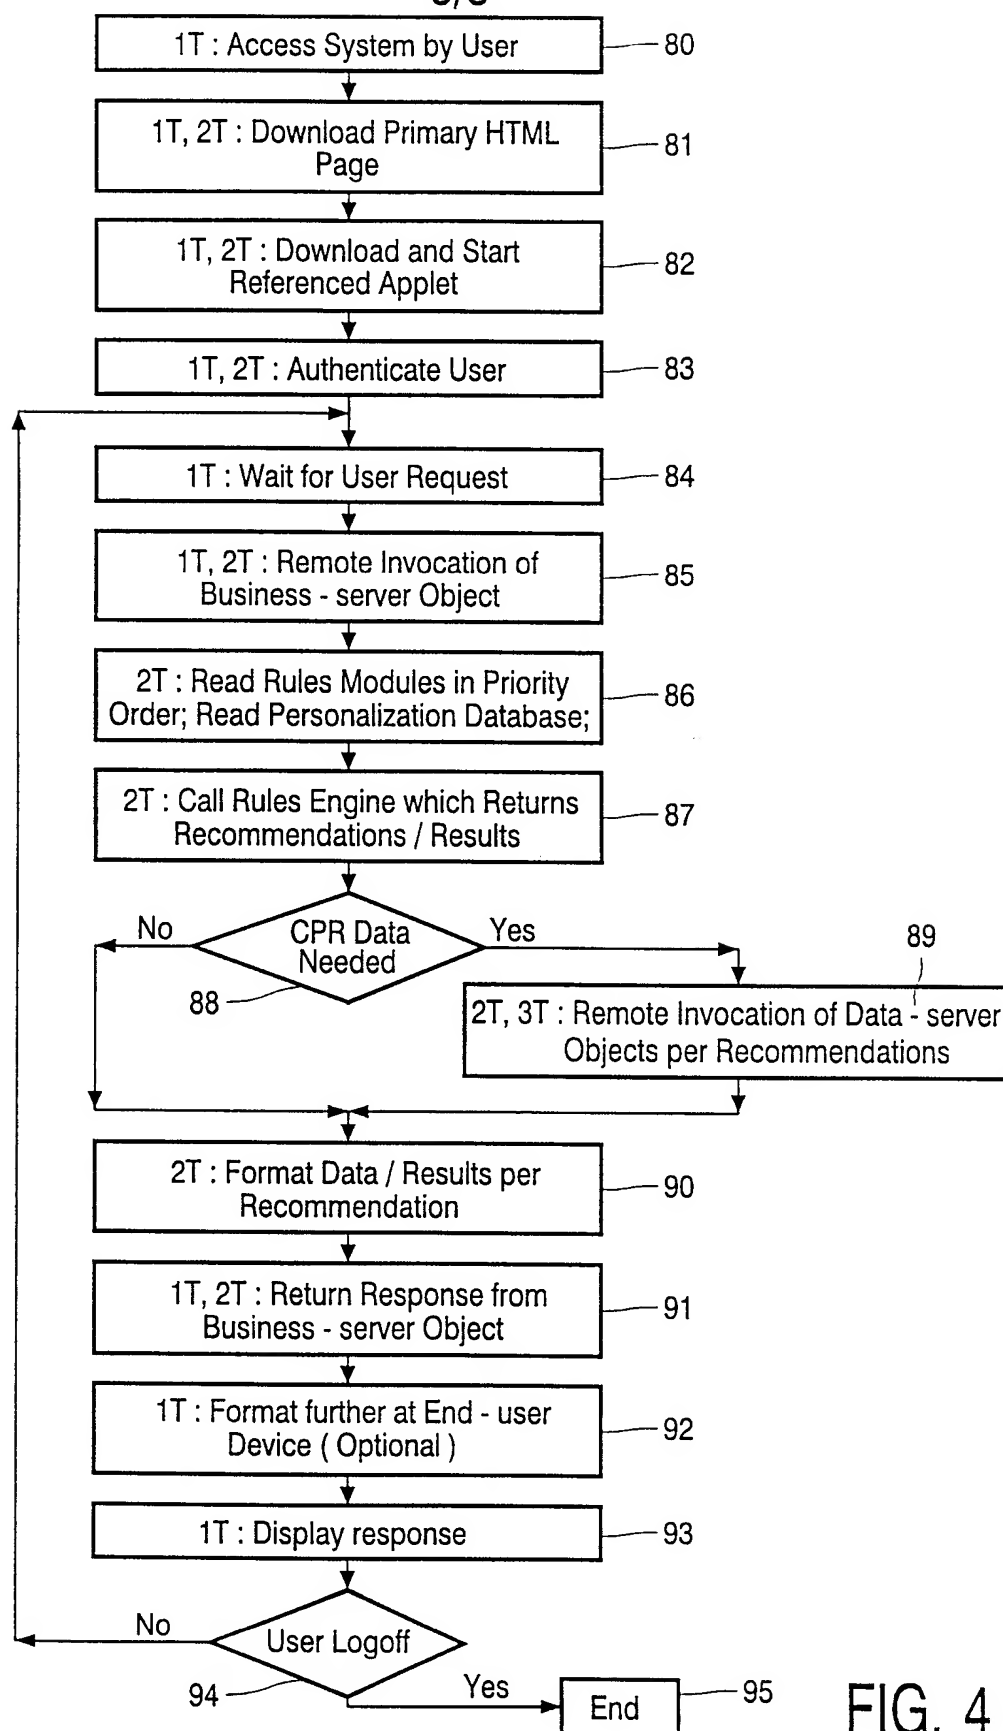 1T : Access System by User
80
1T, 2T : Download Primary HTML
Page
81
1T, 2T : Download and Start
Referenced Applet
82
1T, 2T : Authenticate User
83
1T : Wait for User Request
84
1T, 2T : Remote Invocation of
Business - server Object
85
2T : Read Rules Modules in Priority
Order; Read Personalization Database;
86
2T : Call Rules Engine which Returns
Recommendations / Results
87
No
CPR Data
Needed
Yes
88
89
2T, 3T : Remote Invocation of Data - server
Objects per Recommendations
2T : Format Data / Results per
Recommendation
90
1T, 2T : Return Response from
Business - server Object
91
1T : Format further at End - user
Device ( Optional )
92
1T : Display response
93
No
User Logoff
94
Yes
End
95
FIG. 4